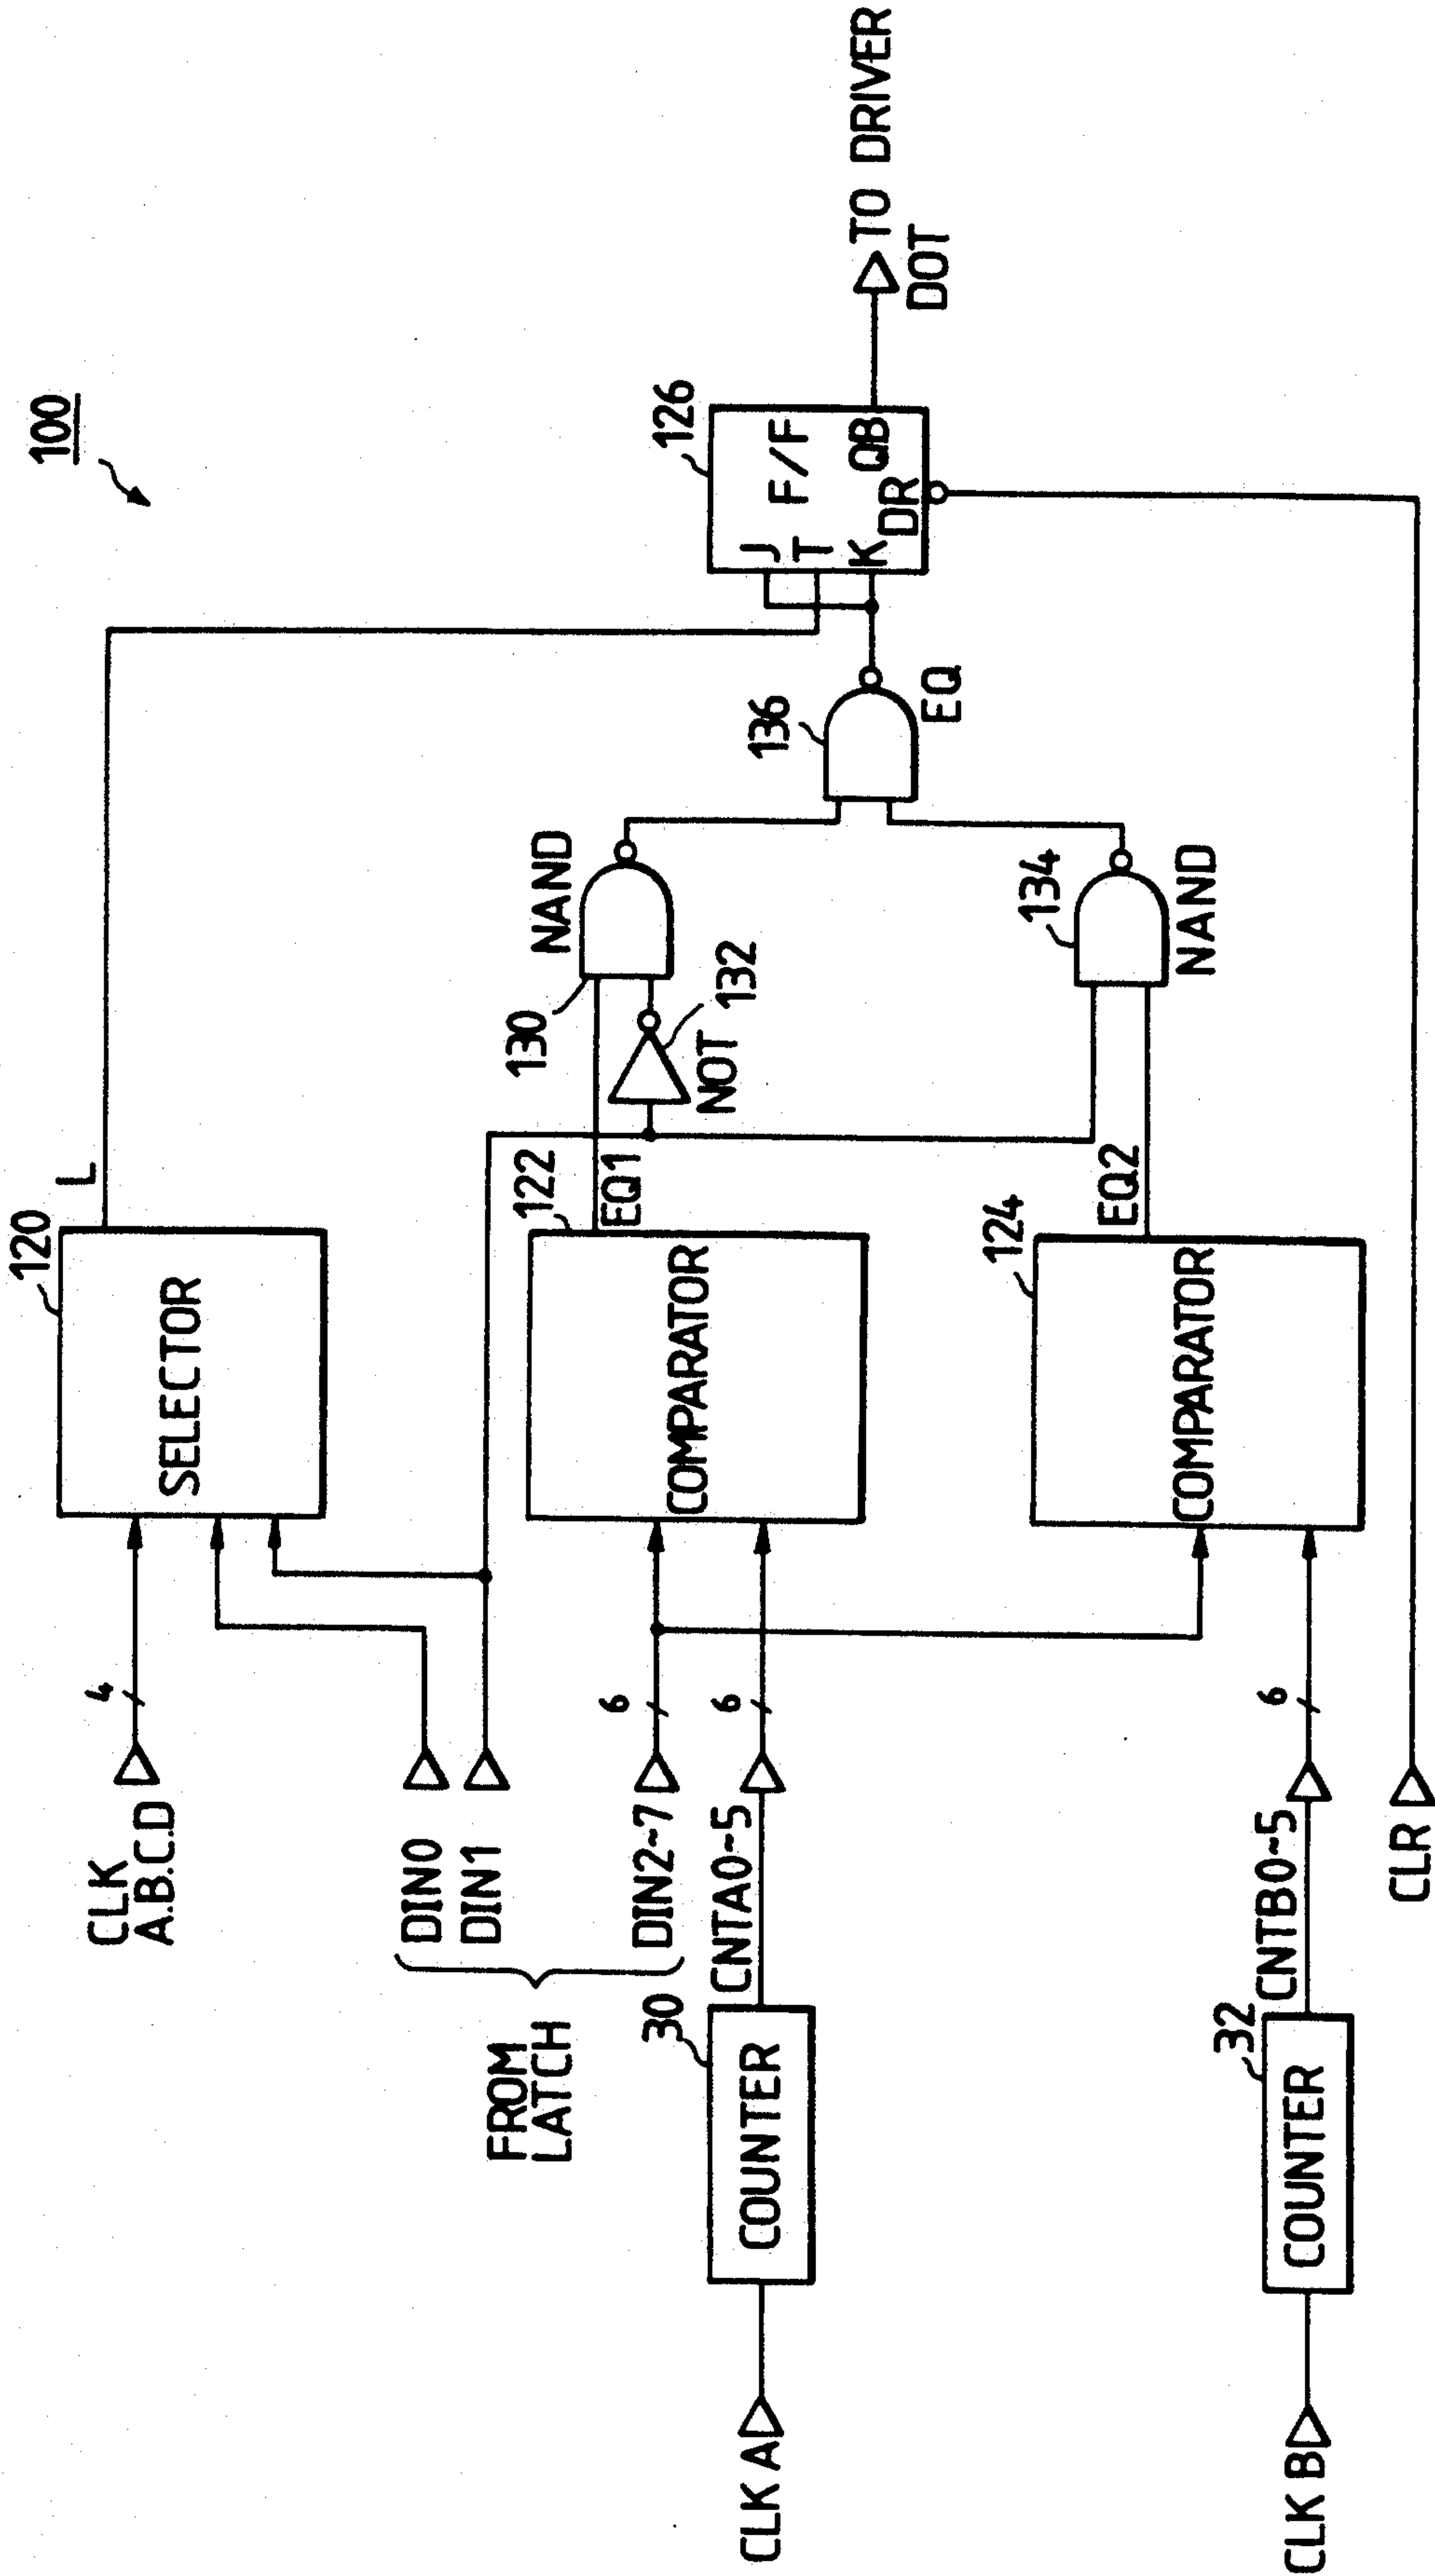 100
CLK
A.B.C.D
4
120
SELECTOR
L
DIN0
DIN1
FROM
LATCH
DIN2~7
6
CNTA0~5
6
CLK A
30
COUNTER
122
COMPARATOR
EQ1
130
NAND
NOT
132
136
EQ
126
J
T
K
F/F
QB
DR
TO DRIVER
DOT
CLK B
32
COUNTER
CNTB0~5
6
124
COMPARATOR
EQ2
134
NAND
CLR